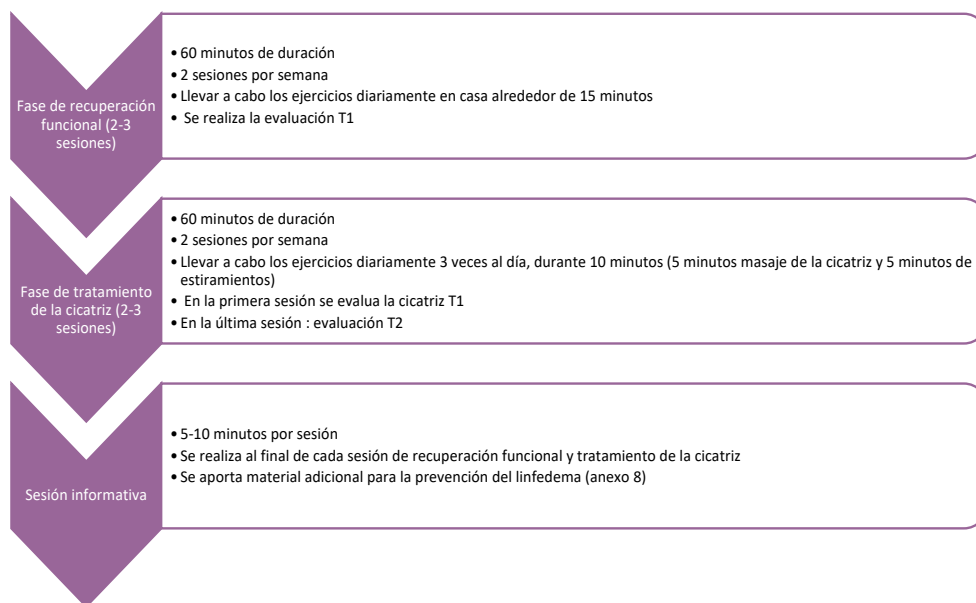 Fase de recuperación
funcional (2-3
sesiones)
• 60 minutos de duración
• 2 sesiones por semana
• Llevar a cabo los ejercicios diariamente en casa alrededor de 15 minutos
• Se realiza la evaluación T1
Fase de tratamiento
de la cicatriz (2-3
sesiones)
• 60 minutos de duración
• 2 sesiones por semana
• Llevar a cabo los ejercicios diariamente 3 veces al día, durante 10 minutos (5 minutos masaje de la cicatriz y 5 minutos de
estiramientos)
• En la primera sesión se evalua la cicatriz T1
• En la última sesión : evaluación T2
Sesión informativa
• 5-10 minutos por sesión
• Se realiza al final de cada sesión de recuperación funcional y tratamiento de la cicatriz
• Se aporta material adicional para la prevención del linfedema (anexo 8)